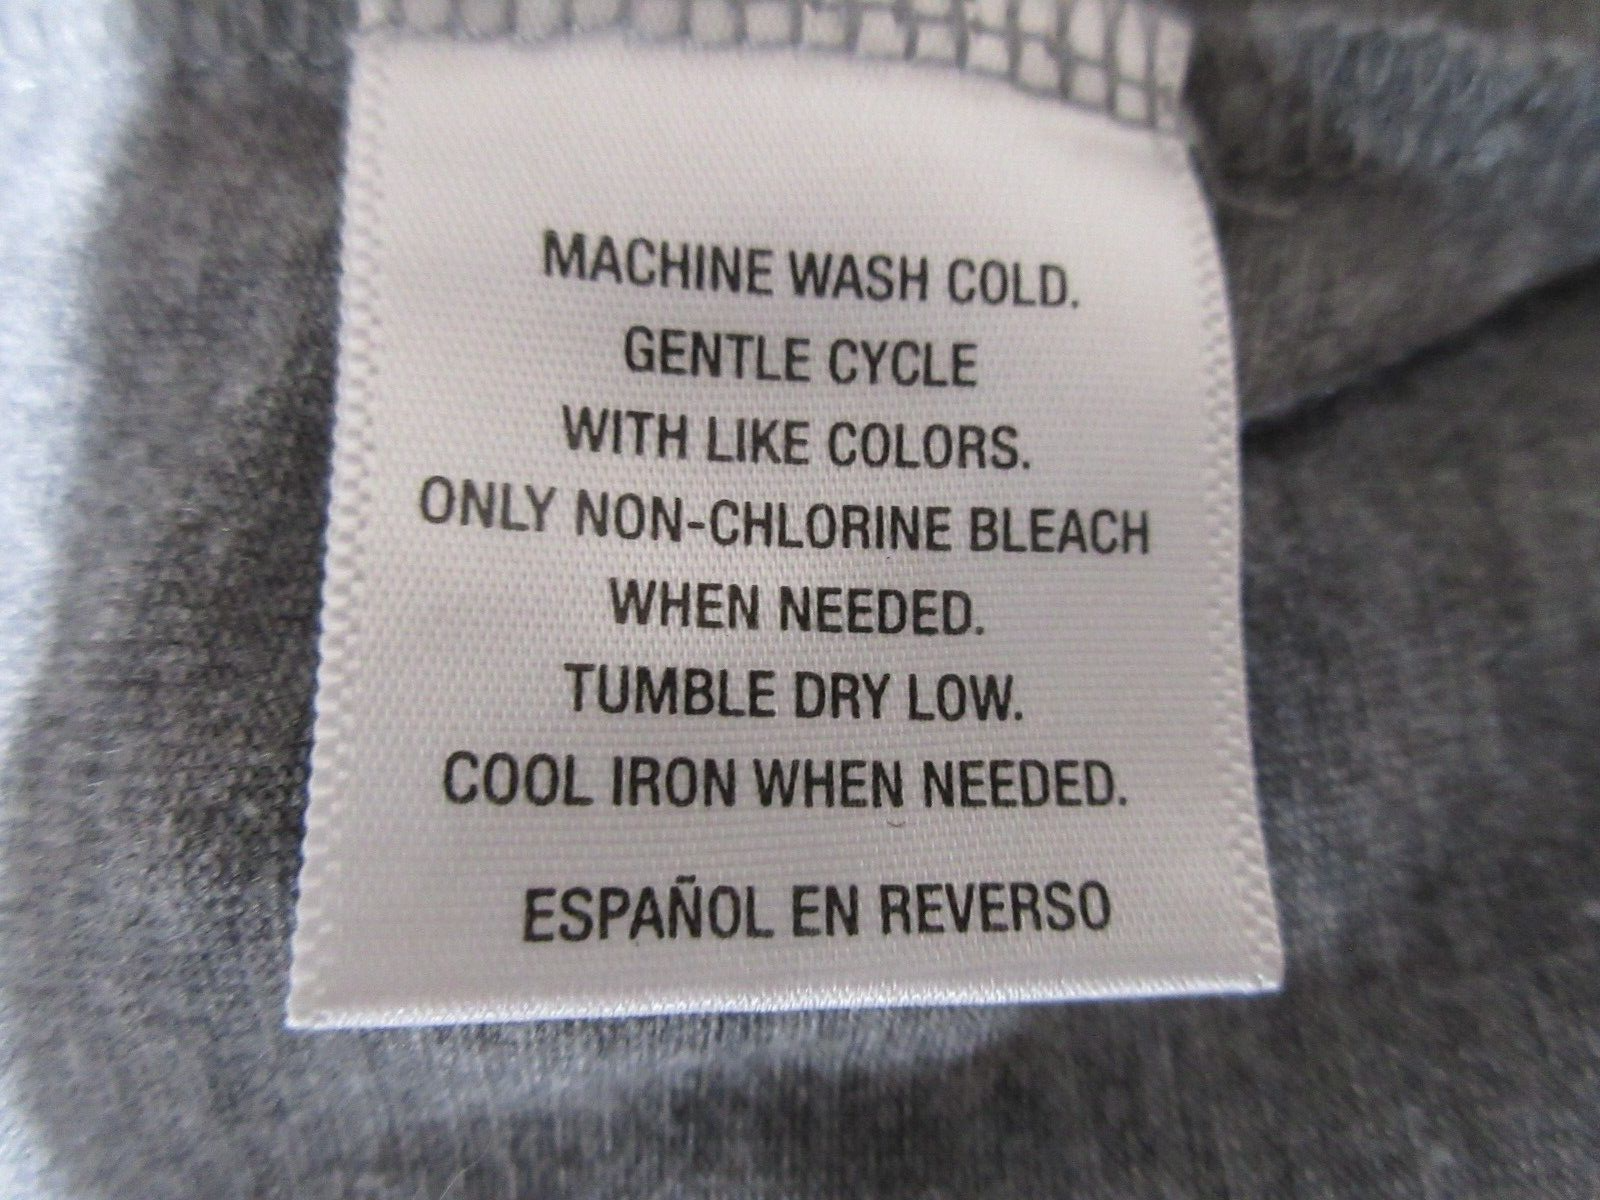 MACHINE WASH COLD.
GENTLE CYCLE
WITH LIKE COLORS.
ONLY NON-CHLORINE BLEACH
WHEN NEEDED.
TUMBLE DRY LOW.
COOL IRON WHEN NEEDED.
ESPAÑOL EN REVERSO